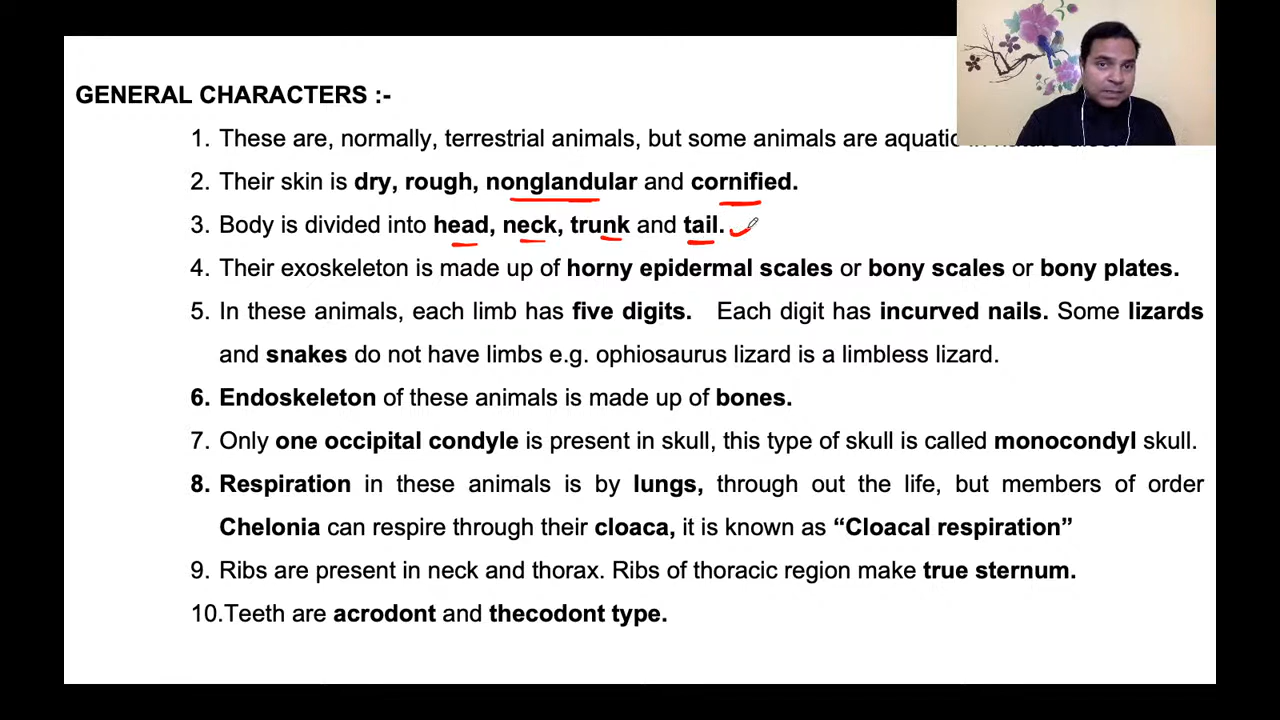 GENERAL CHARACTERS :-
1. These are, normally, terrestrial animals, but some animals are aquatic in
2. Their skin is dry, rough, nonglandular and cornified.
3. Body is divided into head, neck, trunk and tail.
4. Their exoskeleton is made up of horny epidermal scales or bony scales or bony plates.
5. In these animals, each limb has five digits. Each digit has incurved nails. Some lizards
and snakes do not have limbs e.g. ophiosaurus lizard is a limbless lizard.
6. Endoskeleton of these animals is made up of bones.
7. Only one occipital condyle is present in skull, this type of skull is called monocondyl skull.
8. Respiration in these animals is by lungs, through out the life, but members of order
Chelonia can respire through their cloaca, it is known as “Cloacal respiration”
9. Ribs are present in neck and thorax. Ribs of thoracic region make true sternum.
10.Teeth are acrodont and thecodont type.